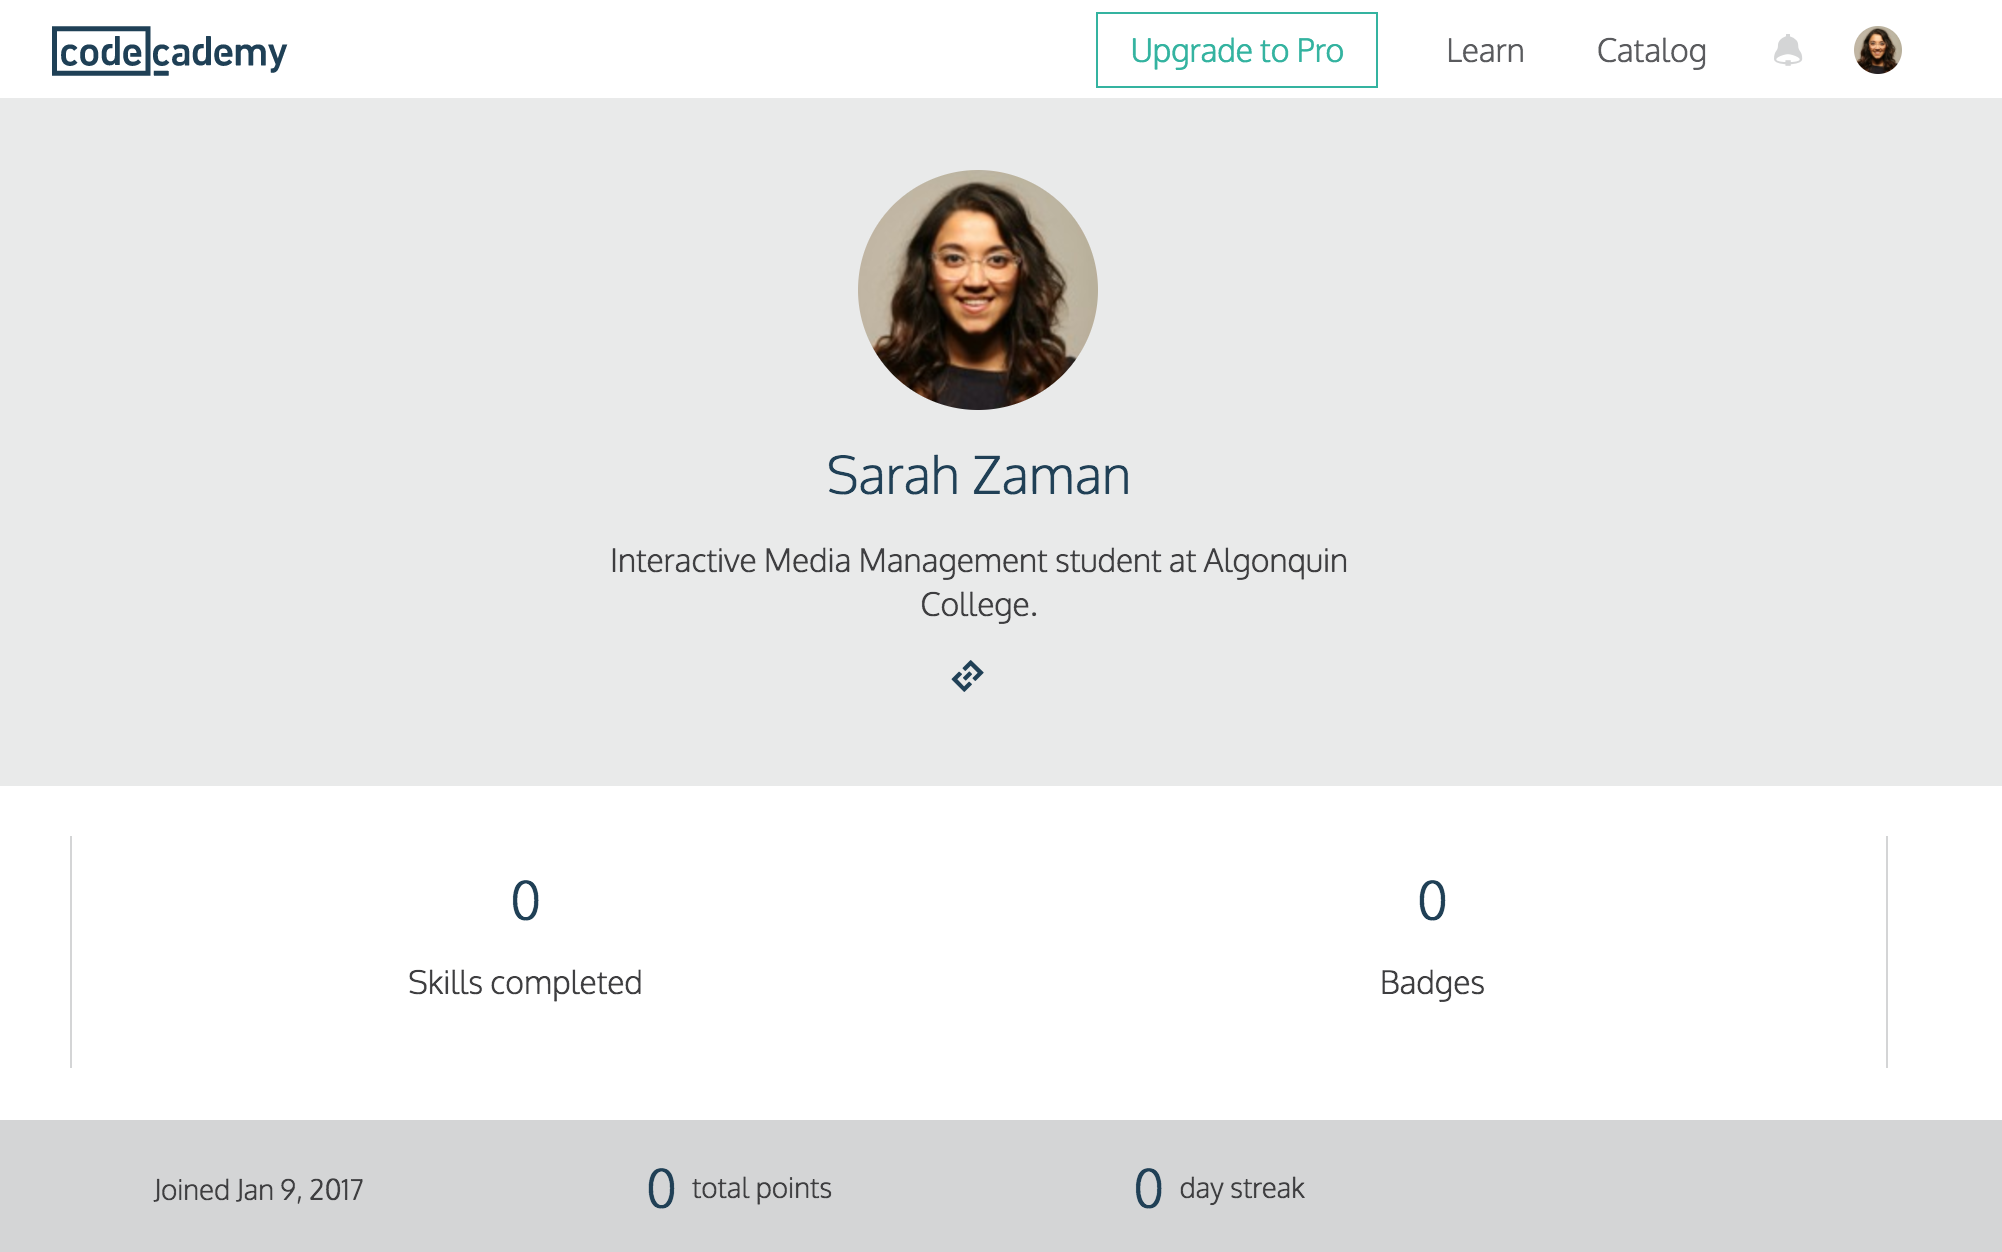 codecademy
Upgrade to Pro
Learn
Catalog
Sarah Zaman
Interactive Media Management student at Algonquin
College.
0
Skills completed
0
Badges
Joined Jan 9, 2017
0 total points
0 day streak